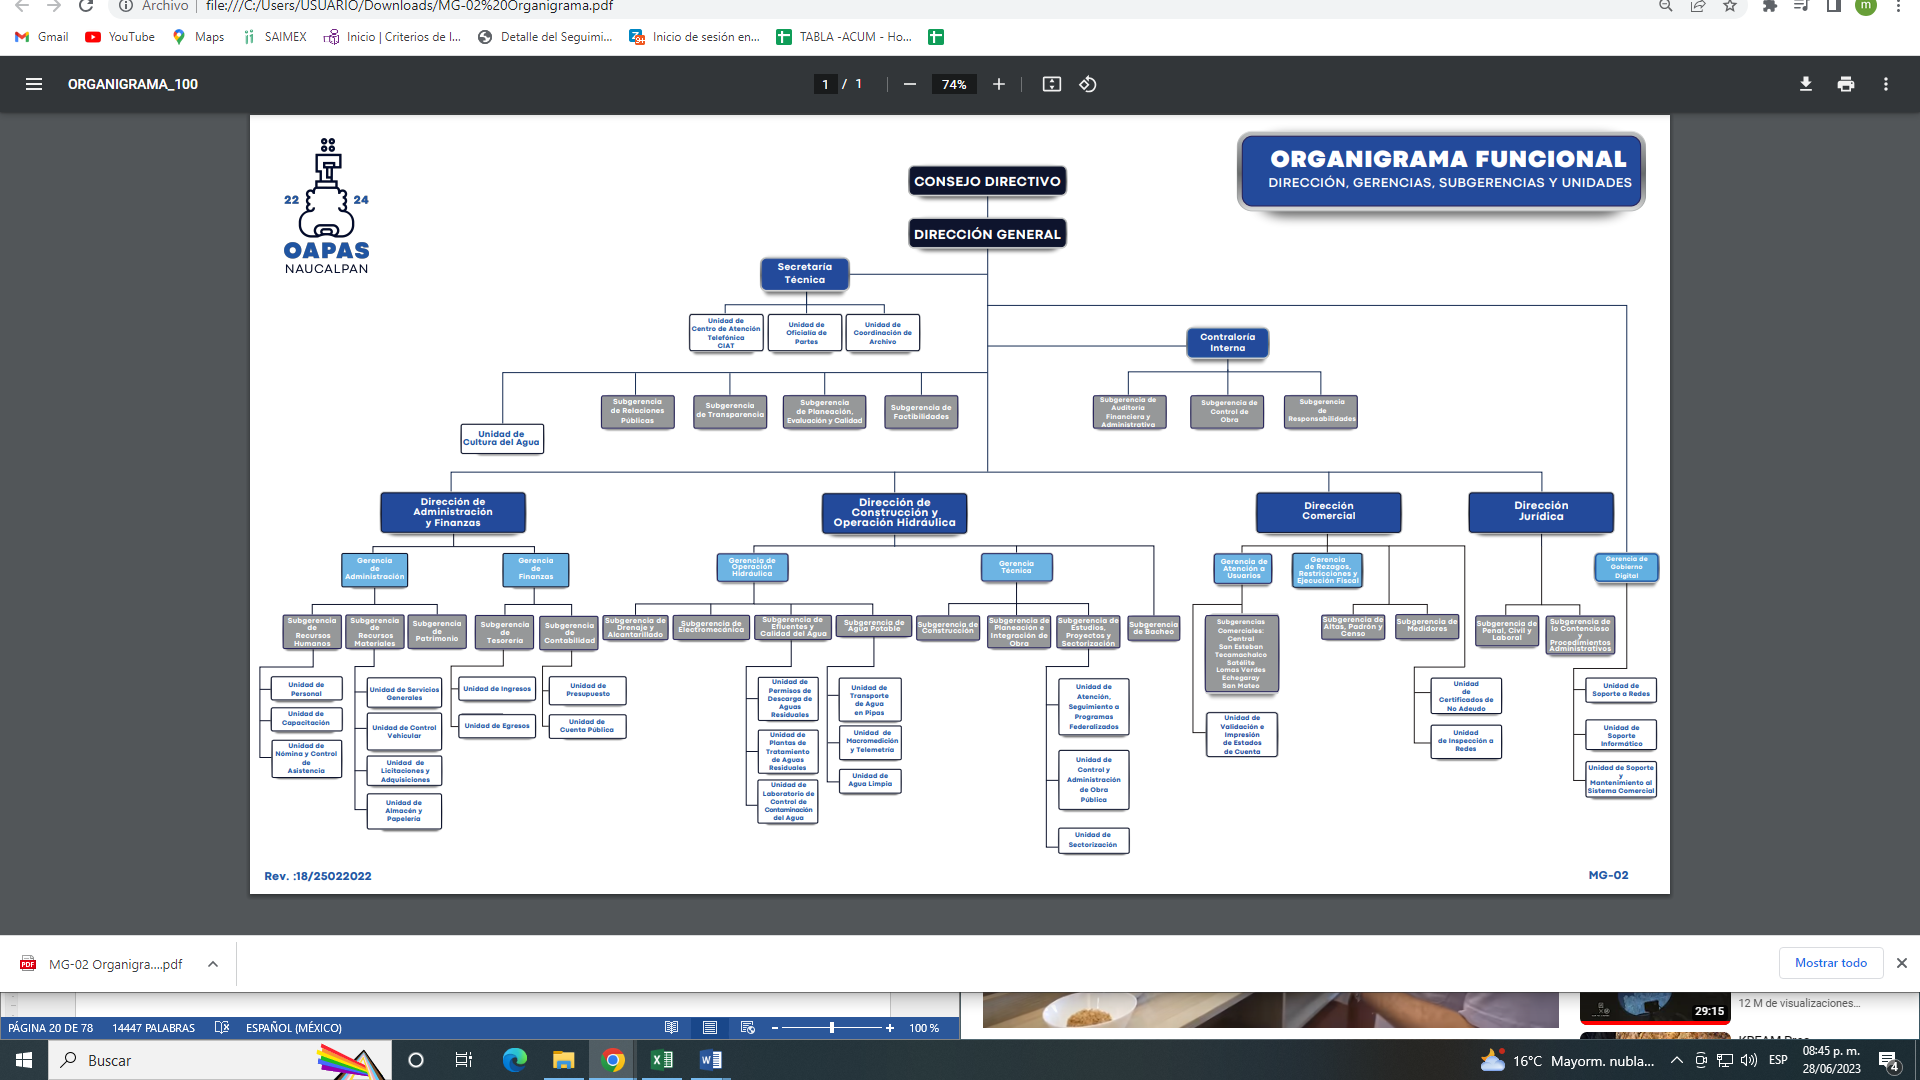 Archivo
file:///C:/Users/USUARIO/Downloads/MG-02%20Organigrama.pdf
m
Gmail
YouTube
Maps
SAIMEX
Inicio | Criterios de l...
Detalle del Seguimi...
Inicio de sesión en...
TABLA -ACUM - Ho...
ORGANIGRAMA_100
1 / 1
74%
22 24
OAPAS
NAUCALPAN
ORGANIGRAMA FUNCIONAL
DIRECCIÓN, GERENCIAS, SUBGERENCIAS Y UNIDADES
CONSEJO DIRECTIVO
DIRECCIÓN GENERAL
Secretaría
Técnica
Unidad de
Centro de Atención
Telefónica
CIAT
Unidad de
Oficialía de
Partes
Unidad de
Coordinación de
Archivo
Contraloría
Interna
Subgerencia
de Relaciones
Públicas
Subgerencia
de Transparencia
Subgerencia
de Planeación,
Evaluación y Calidad
Subgerencia de
Factibilidades
Subgerencia de
Auditoría
Financiera y
Administrativa
Subgerencia de
Control de
Obra
Subgerencia
de
Responsabilidades
Unidad de
Cultura del Agua
Dirección de
Administración
y Finanzas
Dirección de
Construcción y
Operación Hidráulica
Dirección
Comercial
Dirección
Jurídica
Gerencia
de
Administración
Gerencia
de
Finanzas
Gerencia de
Operación
Hidráulica
Gerencia
Técnica
Gerencia de
Atención a
Usuarios
Gerencia
de Rezagos,
Restricciones y
Ejecución Fiscal
Gerencia de
Gobierno
Digital
Subgerencia
de
Recursos
Humanos
Subgerencia
de
Recursos
Materiales
Subgerencia
de
Patrimonio
Subgerencia
de
Tesorería
Subgerencia
de
Contabilidad
Subgerencia de
Drenaje y
Alcantarillado
Subgerencia de
Electromecánica
Subgerencia de
Efluentes y
Calidad del Agua
Subgerencia de
Agua Potable
Subgerencia de
Construcción
Subgerencia de
Planeación e
Integración de
Obra
Subgerencia de
Estudios,
Proyectos y
Sectorización
Subgerencia
de Bacheo
Subgerencias
Comerciales:
Central
San Esteban
Tecamachalco
Satélite
Lomas Verdes
Echegaray
San Mateo
Subgerencia de
Altas, Padrón y
Censo
Subgerencia de
Medidores
Subgerencia de
Penal, Civil y
Laboral
Subgerencia de
lo Contencioso
y
Procedimientos
Administrativos
Unidad de
Personal
Unidad de
Capacitación
Unidad de
Nómina y Control
de
Asistencia
Unidad de Servicios
Generales
Unidad de Control
Vehicular
Unidad de
Licitaciones y
Adquisiciones
Unidad de
Almacén y
Papelería
Unidad de Ingresos
Unidad de Egresos
Unidad de
Presupuesto
Unidad de
Cuenta Pública
Unidad de
Permisos de
Descarga de
Aguas
Residuales
Unidad de
Plantas de
Tratamiento
de Aguas
Residuales
Unidad de
Laboratorio de
Control de
Contaminación
del Agua
Unidad de
Transporte
de Agua
en Pipas
Unidad de
Macromedición
y Telemetría
Unidad de
Agua Limpia
Unidad de
Atención,
Seguimiento a
Programas
Federalizados
Unidad de
Control y
Administración
de Obra
Pública
Unidad de
Sectorización
Unidad de
Validación e
Impresión
de Estados
de Cuenta
Unidad
de
Certificados de
No Adeudo
Unidad
de Inspección a
Redes
Unidad de
Soporte a Redes
Unidad de
Soporte
Informático
Unidad de Soporte
y
Mantenimiento al
Sistema Comercial
Rev. :18/25022022
MG-02
PDF
MG-02 Organigra....pdf
Mostrar todo
29:15
12 M de visualizaciones...
PÁGINA 20 DE 78
14447 PALABRAS
ESPAÑOL (MÉXICO)
100 %
Buscar
16°C Mayorm. nubla...
ESP
08:45 p. m.
28/06/2023
4